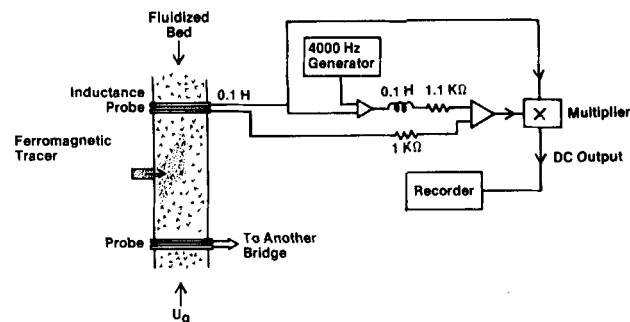 Fluidized
Bed
Inductance
Probe
0.1 H
4000 Hz
Generator
0.1 H
1.1 KΩ
1 KΩ
×
Multiplier
DC Output
Recorder
Ferromagnetic
Tracer
Probe
To Another
Bridge
Ug